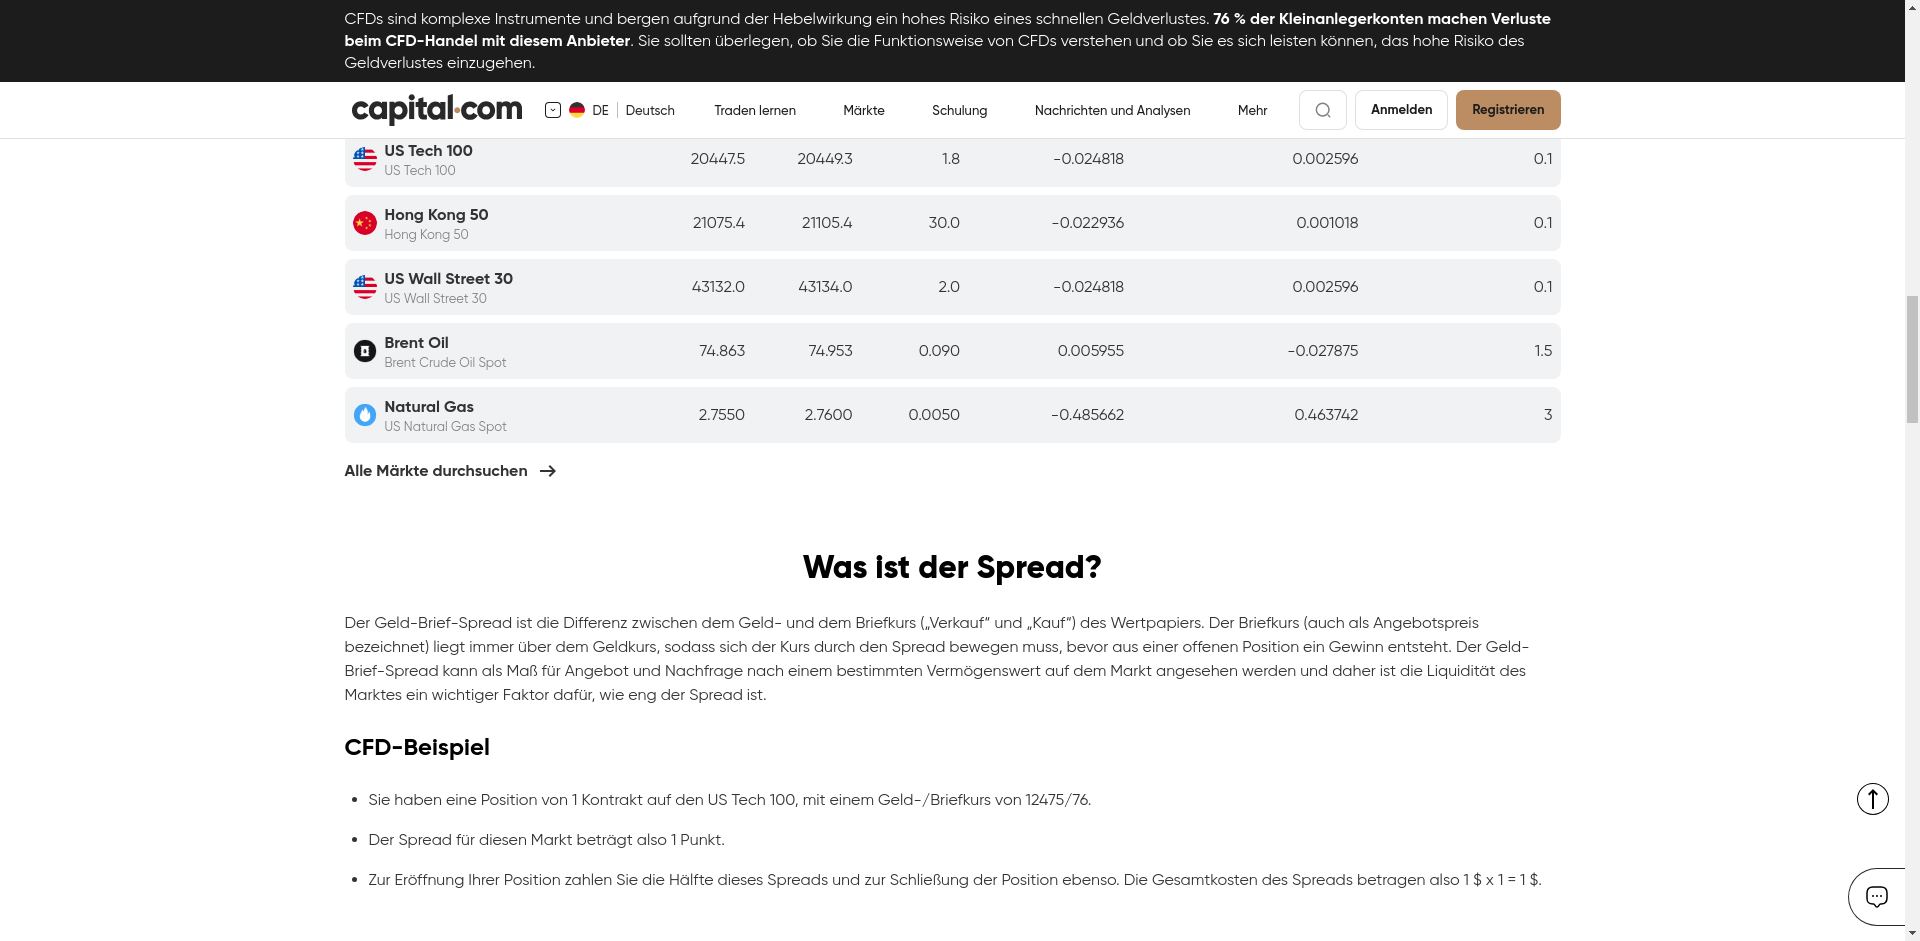 CFDs sind komplexe Instrumente und bergen aufgrund der Hebelwirkung ein hohes Risiko eines schnellen Geldverlustes. 76 % der Kleinanlegerkonten machen Verluste
beim CFD-Handel mit diesem Anbieter. Sie sollten überlegen, ob Sie die Funktionsweise von CFDs verstehen und ob Sie es sich leisten können, das hohe Risiko des
Geldverlustes einzugehen.
capital.com DE Deutsch Traden lernen Märkte Schulung Nachrichten und Analysen Mehr Anmelden Registrieren
US Tech 100 20447.5 20449.3 1.8 -0.024818 0.002596 0.1
US Tech 100
Hong Kong 50 21075.4 21105.4 30.0 -0.022936 0.001018 0.1
Hong Kong 50
US Wall Street 30 43132.0 43134.0 2.0 -0.024818 0.002596 0.1
US Wall Street 30
Brent Oil 74.863 74.953 0.090 0.005955 -0.027875 1.5
Brent Crude Oil Spot
Natural Gas 2.7550 2.7600 0.0050 -0.485662 0.463742 3
US Natural Gas Spot
Alle Märkte durchsuchen
Was ist der Spread?
Der Geld-Brief-Spread ist die Differenz zwischen dem Geld- und dem Briefkurs („Verkauf“ und „Kauf“) des Wertpapiers. Der Briefkurs (auch als Angebotspreis
bezeichnet) liegt immer über dem Geldkurs, sodass sich der Kurs durch den Spread bewegen muss, bevor aus einer offenen Position ein Gewinn entsteht. Der Geld-
Brief-Spread kann als Maß für Angebot und Nachfrage nach einem bestimmten Vermögenswert auf dem Markt angesehen werden und daher ist die Liquidität des
Marktes ein wichtiger Faktor dafür, wie eng der Spread ist.
CFD-Beispiel
• Sie haben eine Position von 1 Kontrakt auf den US Tech 100, mit einem Geld-/Briefkurs von 12475/76.
• Der Spread für diesen Markt beträgt also 1 Punkt.
• Zur Eröffnung Ihrer Position zahlen Sie die Hälfte dieses Spreads und zur Schließung der Position ebenso. Die Gesamtkosten des Spreads betragen also 1 $ x 1 = 1 $.